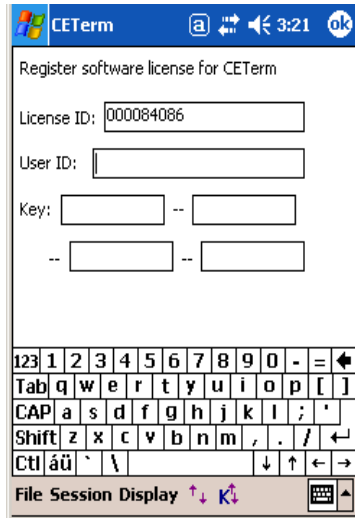 CETerm a 3:21 ok
Register software license for CETerm
License ID: 000084086
User ID:
Key: --
-- --
123 1 2 3 4 5 6 7 8 9 0 - =
Tab q w e r t y u i o p [ ]
CAP a s d f g h j k l ; '
Shift z x c v b n m , . /
Ctl áü ` \
File Session Display K